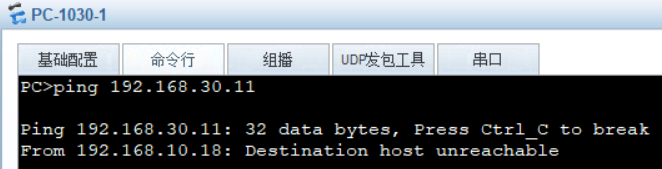 PC-1030-1
基础配置 命令行 组播 UDP发包工具 串口
PC>ping 192.168.30.11
Ping 192.168.30.11: 32 data bytes, Press Ctrl_C to break
From 192.168.10.18: Destination host unreachable